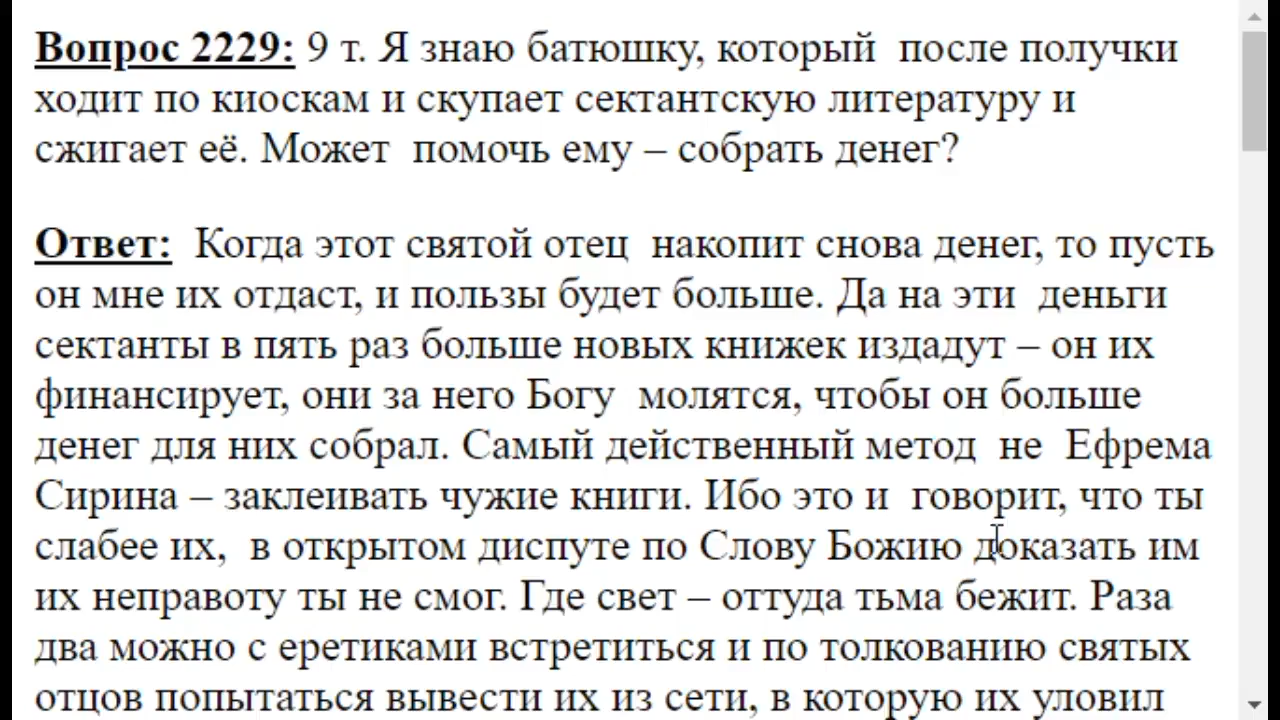 Вопрос 2229: 9 т. Я знаю батюшку, который после получки
ходит по киоскам и скупает сектантскую литературу и
сжигает её. Может помочь ему – собрать денег?
Ответ: Когда этот святой отец накопит снова денег, то пусть
он мне их отдаст, и пользы будет больше. Да на эти деньги
сектанты в пять раз больше новых книжек издадут – он их
финансирует, они за него Богу молятся, чтобы он больше
денег для них собрал. Самый действенный метод не Ефрема
Сирина – заклеивать чужие книги. Ибо это и говорит, что ты
слабее их, в открытом диспуте по Слову Божию доказать им
их неправоту ты не смог. Где свет – оттуда тьма бежит. Раза
два можно с еретиками встретиться и по толкованию святых
отцов попытаться вывести их из сети, в которую их уловил